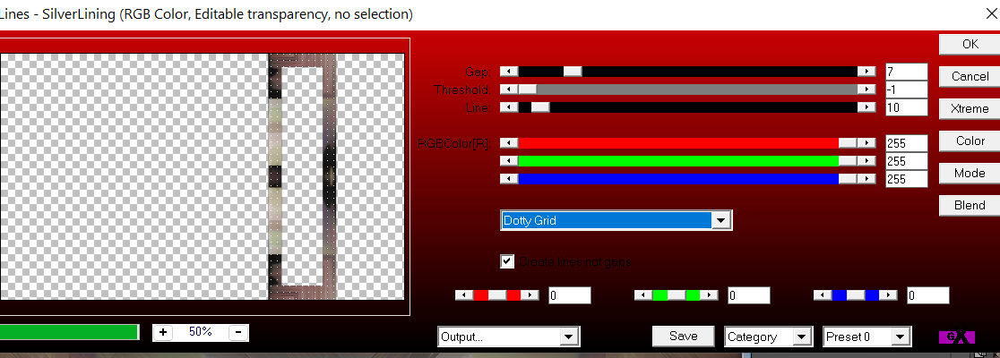 Lines - SilverLining (RGB Color, Editable transparency, no selection)
OK
Gap: 7
Cancel
Threshold: -1
Line: 10
Xtreme
RGBColor[R]: 255
Color
255
255
Mode
Blend
Dotty Grid
Create lines not gaps
0 0 0
+ 50% -
Output... Save Category Preset 0 GX